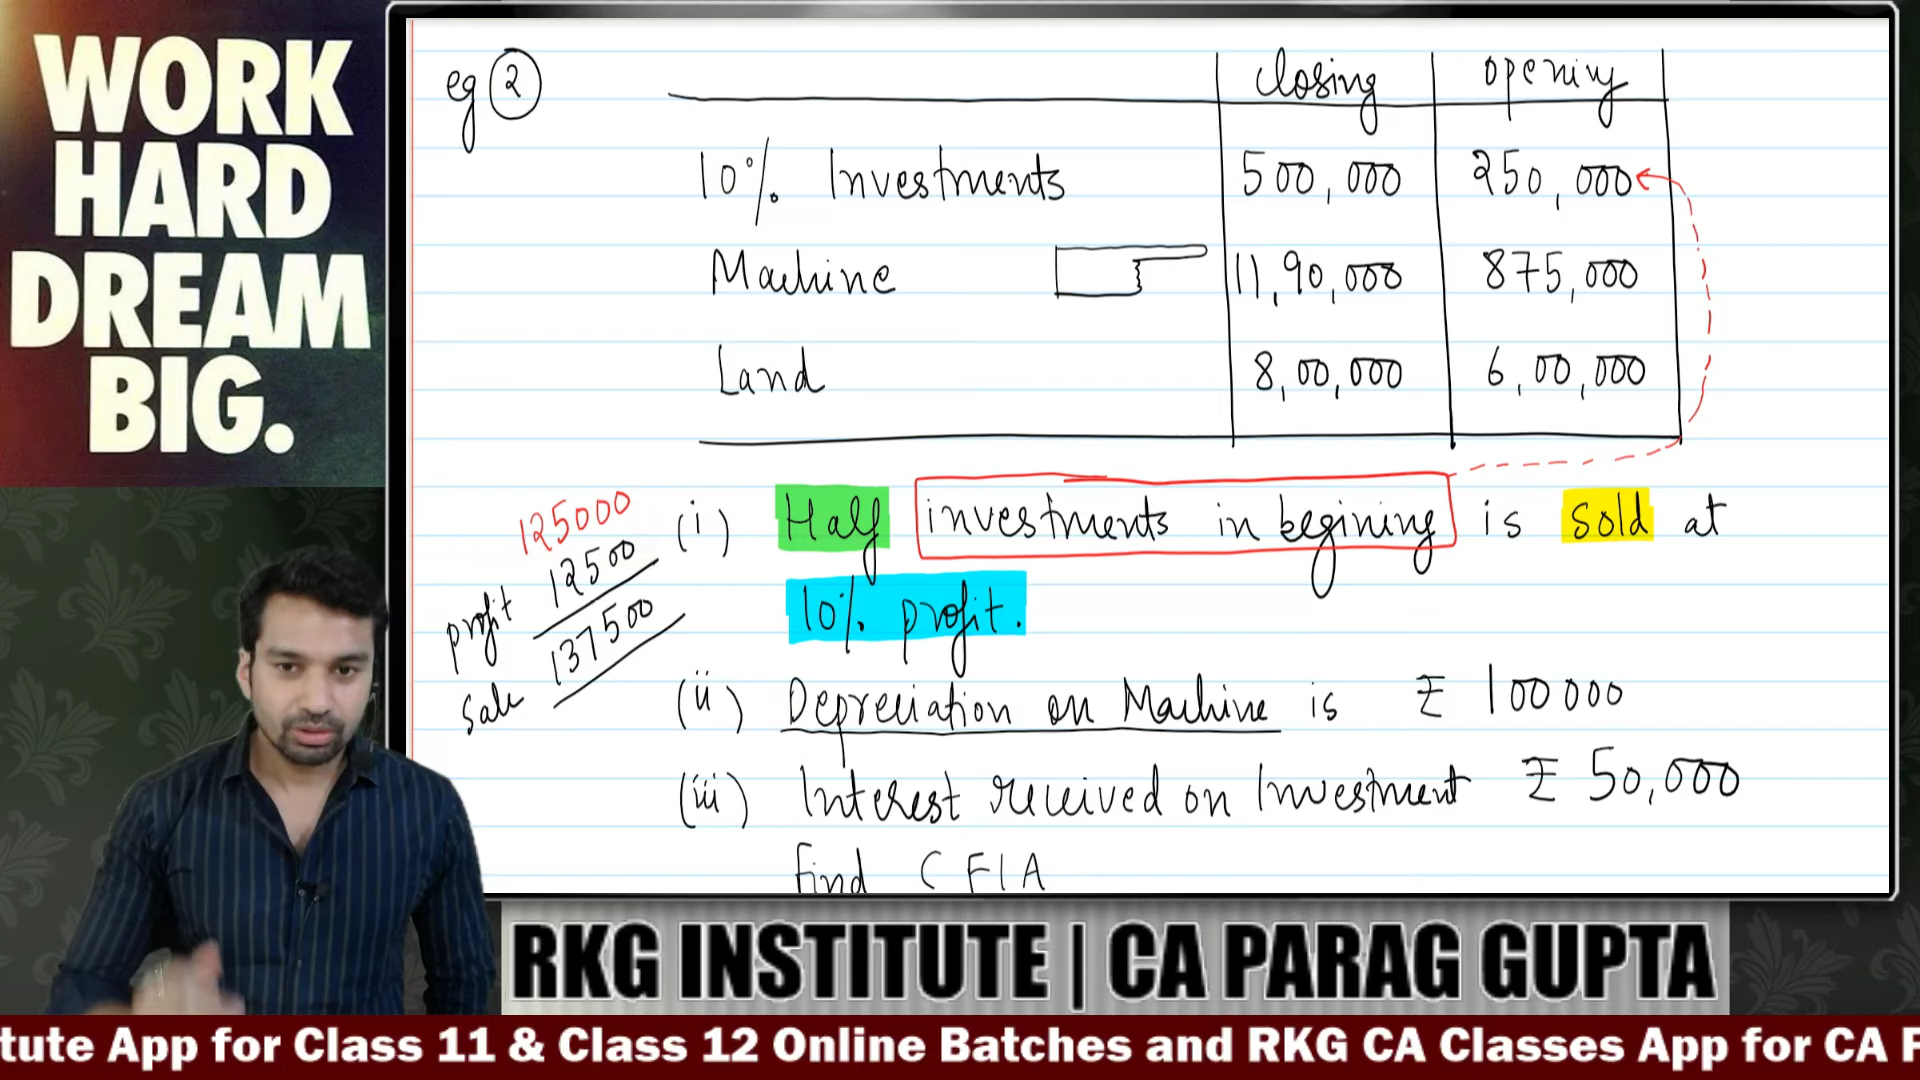 WORK
HARD
DREAM
BIG.
eg 2
closing opening
10% Investments 500,000 250,000
Machine 11,90,000 875,000
Land 8,00,000 6,00,000
125000
profit 12500
Sale 137500
(i) Half investments in begining is sold at
10% profit.
(ii) Depreciation on Machine is ₹ 100000
(iii) Interest received on Investment ₹ 50,000
Find CFIA
RKG INSTITUTE | CA PARAG GUPTA
tute App for Class 11 & Class 12 Online Batches and RKG CA Classes App for CA F